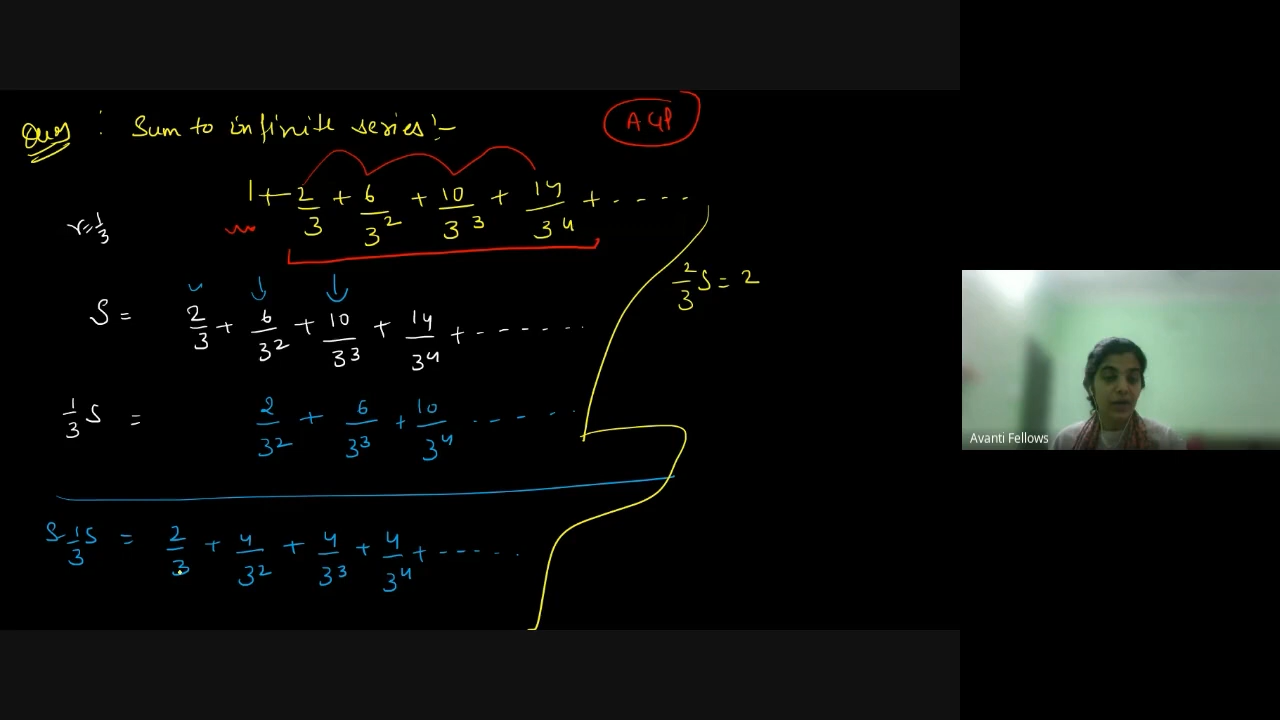 Ques : Sum to infinite series :-
AGP
1 + 2/3 + 6/3² + 10/3³ + 14/3⁴ + ······
r = 1/3
2/3 S = 2
S = 2/3 + 6/3² + 10/3³ + 14/3⁴ + ·······
1/3 S = 2/3² + 6/3³ + 10/3⁴ ······
S 1/3 S = 2/3 + 4/3² + 4/3³ + 4/3⁴ + ······
Avanti Fellows